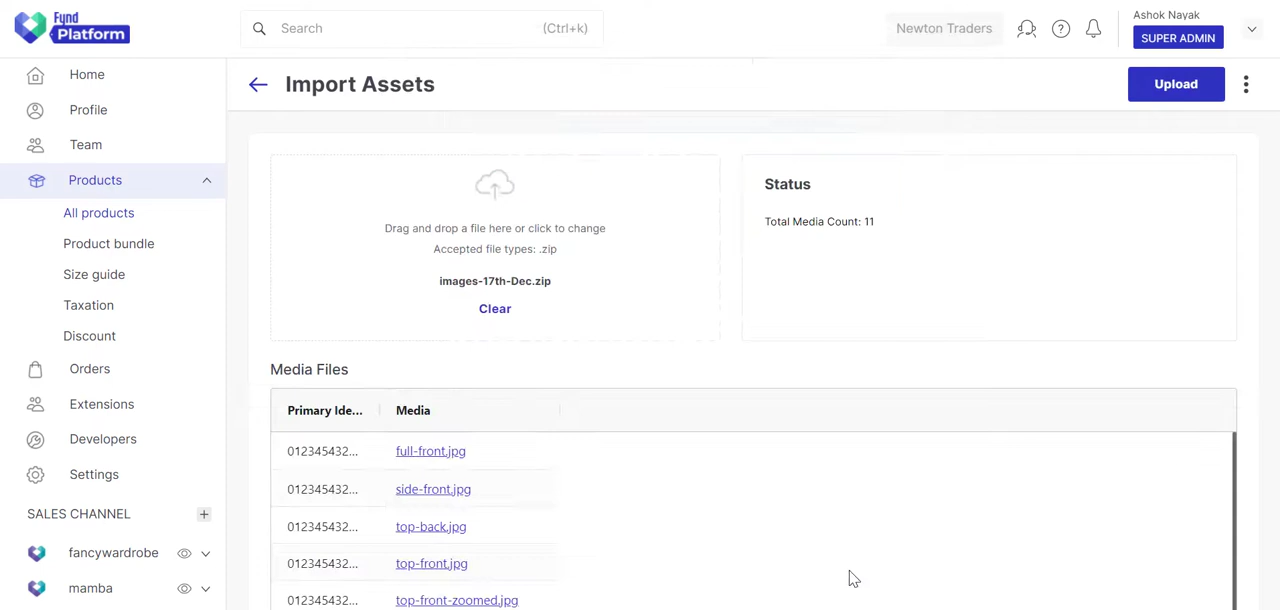 Fynd
Platform
Search
(Ctrl+k)
Newton Traders
?
Ashok Nayak
SUPER ADMIN
Home
Profile
Team
Products
All products
Product bundle
Size guide
Taxation
Discount
Orders
Extensions
Developers
Settings
SALES CHANNEL
+
fancywardrobe
mamba
Import Assets
Upload
Drag and drop a file here or click to change
Accepted file types: .zip
images-17th-Dec.zip
Clear
Status
Total Media Count: 11
Media Files
Primary Ide... Media
012345432... full-front.jpg
012345432... side-front.jpg
012345432... top-back.jpg
012345432... top-front.jpg
012345432... top-front-zoomed.jpg